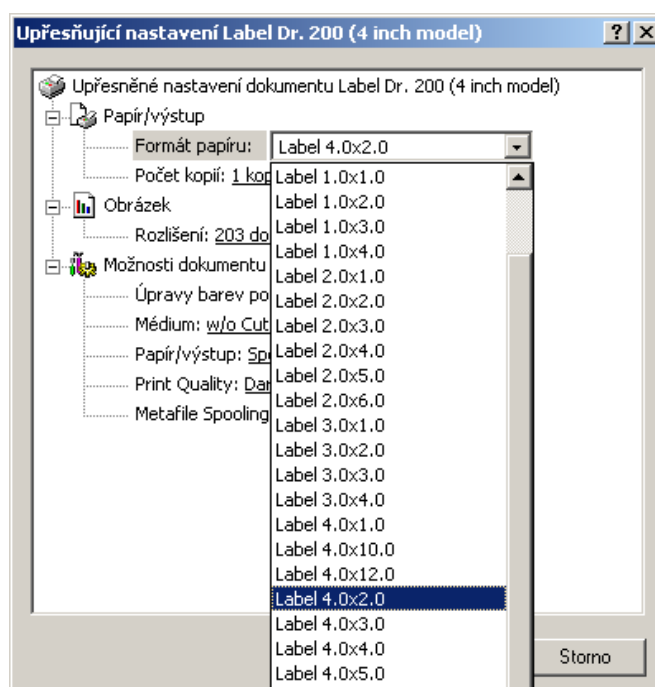 Upřesňující nastavení Label Dr. 200 (4 inch model)
Upřesněné nastavení dokumentu Label Dr. 200 (4 inch model)
Papír/výstup
Formát papíru: Label 4.0x2.0
Počet kopií: 1 kop
Label 1.0x1.0
Label 1.0x2.0
Obrázek
Label 1.0x3.0
Rozlišení: 203 do
Label 1.0x4.0
Možnosti dokumentu
Label 2.0x1.0
Úpravy barev po
Label 2.0x2.0
Médium: w/o Cut
Label 2.0x3.0
Papír/výstup: Spe
Label 2.0x4.0
Print Quality: Dar
Label 2.0x5.0
Metafile Spooling
Label 2.0x6.0
Label 3.0x1.0
Label 3.0x2.0
Label 3.0x3.0
Label 3.0x4.0
Label 4.0x1.0
Label 4.0x10.0
Label 4.0x12.0
Label 4.0x2.0
Label 4.0x3.0
Label 4.0x4.0
Label 4.0x5.0
Storno